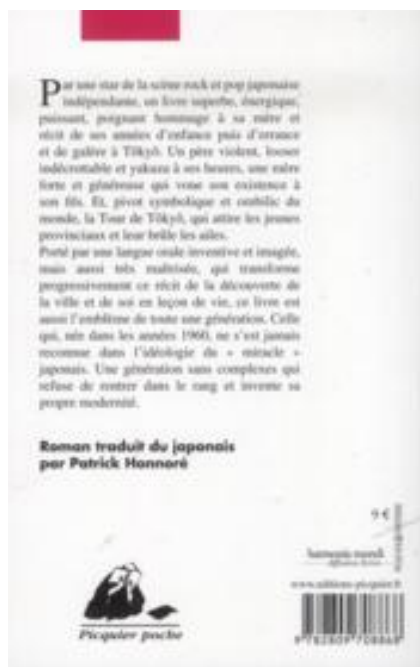 Par une star de la scène rock et pop japonaise
indépendante, un livre superbe, énergique,
puissant, poignant hommage à sa mère et
récit de ses années d'enfance puis d'errance
et de galère à Tôkyô. Un père violent, looser
indécrottable et yakuza à ses heures, une mère
forte et généreuse qui voue son existence à
son fils. Et, pivot symbolique et ombilic du
monde, la Tour de Tôkyô, qui attire les jeunes
provinciaux et leur brûle les ailes.
Porté par une langue orale inventive et imagée,
mais aussi très maîtrisée, qui transforme
progressivement ce récit de la découverte de
la ville et de soi en leçon de vie, ce livre est
aussi l'emblème de toute une génération. Celle
qui, née dans les années 1960, ne s'est jamais
reconnue dans l'idéologie du « miracle »
japonais. Une génération sans complexes qui
refuse de rentrer dans le rang et invente sa
propre modernité.
Roman traduit du japonais
par Patrick Honnoré
9 €
harmonia mundi
diffusion livres
www.editions-picquier.fr
Picquier poche
9 782809 708868